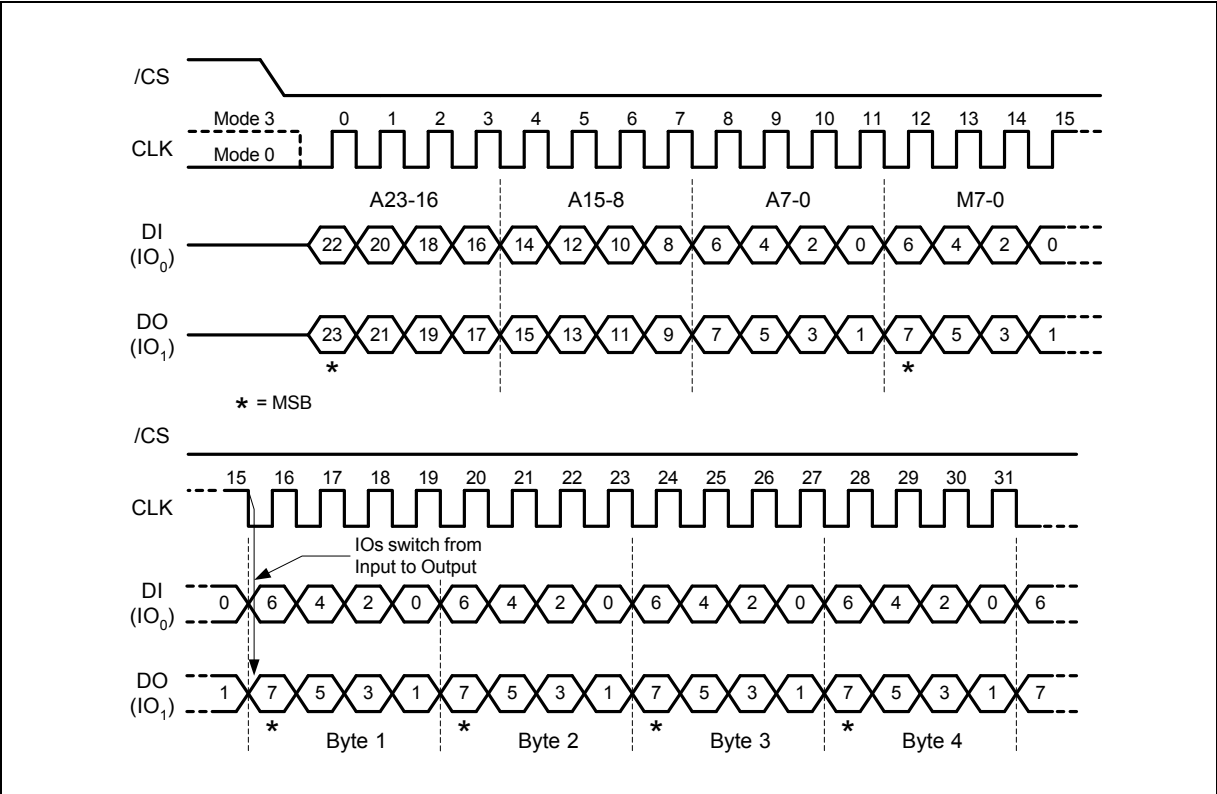 /CS
Mode 3 0 1 2 3 4 5 6 7 8 9 10 11 12 13 14 15
CLK
Mode 0
A23-16 A15-8 A7-0 M7-0
DI
(IO0) 22 20 18 16 14 12 10 8 6 4 2 0 6 4 2 0
DO
(IO1) 23 21 19 17 15 13 11 9 7 5 3 1 7 5 3 1
* *
* = MSB
/CS
15 16 17 18 19 20 21 22 23 24 25 26 27 28 29 30 31
CLK
IOs switch from
Input to Output
DI
(IO0) 0 6 4 2 0 6 4 2 0 6 4 2 0 6 4 2 0 6
DO
(IO1) 1 7 5 3 1 7 5 3 1 7 5 3 1 7 5 3 1 7
* * * *
Byte 1 Byte 2 Byte 3 Byte 4